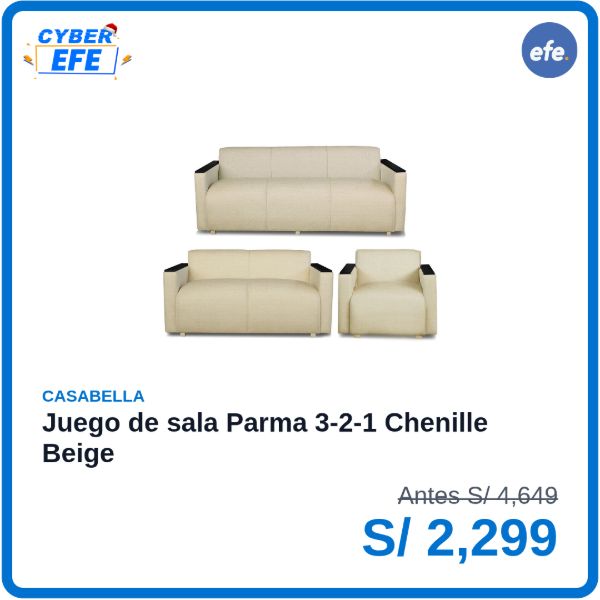 CYBER
EFE
efe.
CASABELLA
Juego de sala Parma 3-2-1 Chenille
Beige
Antes S/ 4,649
S/ 2,299